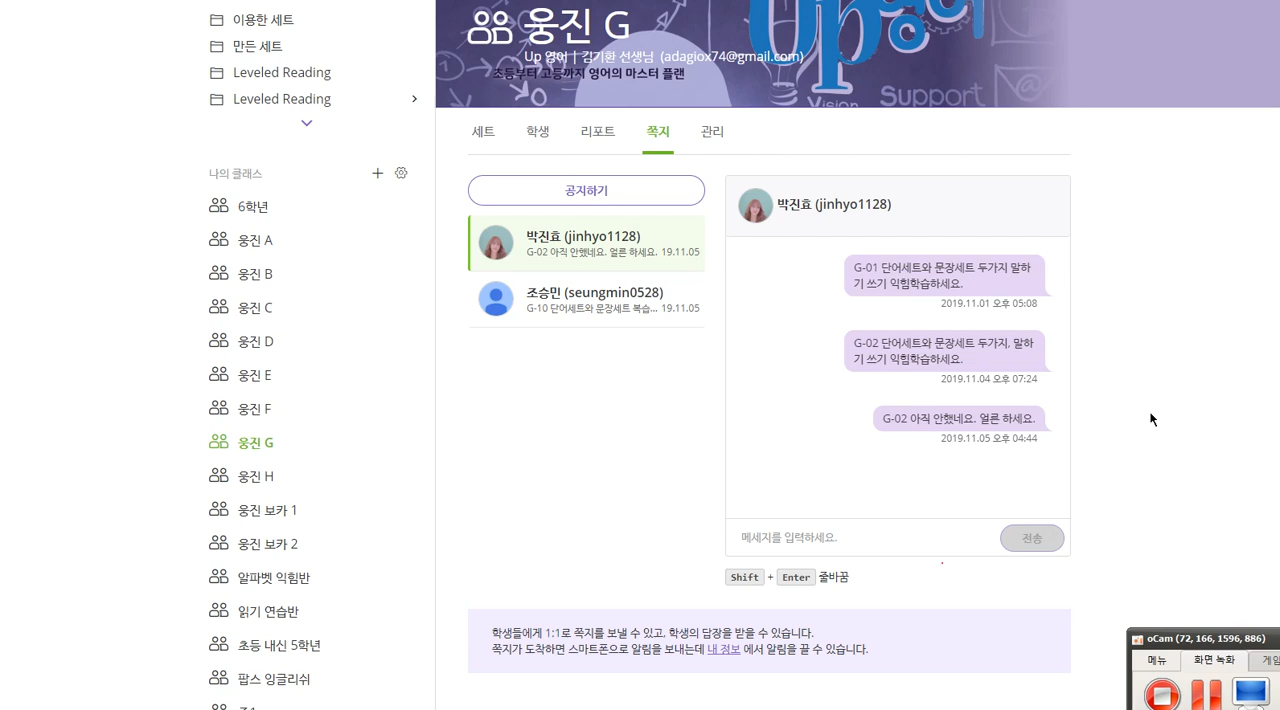 이용한 세트
만든 세트
Leveled Reading
Leveled Reading
나의 클래스
6학년
웅진 A
웅진 B
웅진 C
웅진 D
웅진 E
웅진 F
웅진 G
웅진 H
웅진 보카 1
웅진 보카 2
알파벳 익힘반
읽기 연습반
초등 내신 5학년
팝스 잉글리쉬
웅진 G
Up 영어 | 김기환 선생님 (adagiox74@gmail.com)
초등부터 고등까지 영어의 마스터 플랜
Up
Vision
Support
세트 학생 리포트 쪽지 관리
공지하기
박진효 (jinhyo1128)
G-02 아직 안했네요. 얼른 하세요. 19.11.05
조승민 (seungmin0528)
G-10 단어세트와 문장세트 복습... 19.11.05
박진효 (jinhyo1128)
G-01 단어세트와 문장세트 두가지 말하
기 쓰기 익힘학습하세요.
2019.11.01 오후 05:08
G-02 단어세트와 문장세트 두가지, 말하
기 쓰기 익힘학습하세요.
2019.11.04 오후 07:24
G-02 아직 안했네요. 얼른 하세요.
2019.11.05 오후 04:44
메세지를 입력하세요. 전송
Shift + Enter 줄바꿈
학생들에게 1:1로 쪽지를 보낼 수 있고, 학생의 답장을 받을 수 있습니다.
쪽지가 도착하면 스마트폰으로 알림을 보내는데 내 정보 에서 알림을 끌 수 있습니다.
oCam (72, 166, 1596, 886)
메뉴 화면 녹화 게임